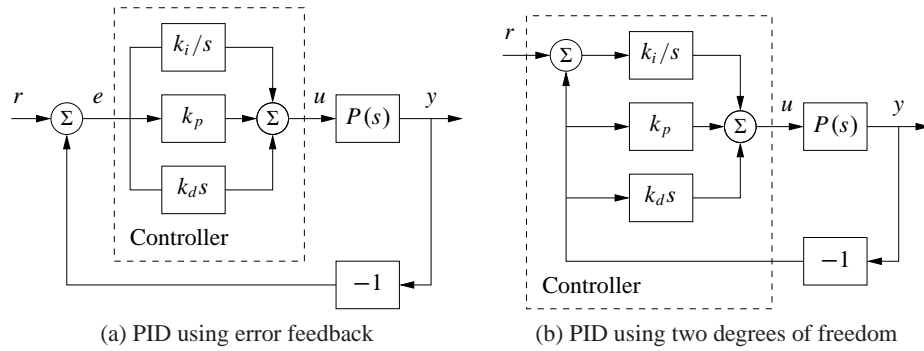 k_i/s
r
e
Σ
k_p
Σ
u
P(s)
y
k_d s
Controller
−1
(a) PID using error feedback
r
Σ
k_i/s
k_p
Σ
u
P(s)
y
k_d s
Controller
−1
(b) PID using two degrees of freedom